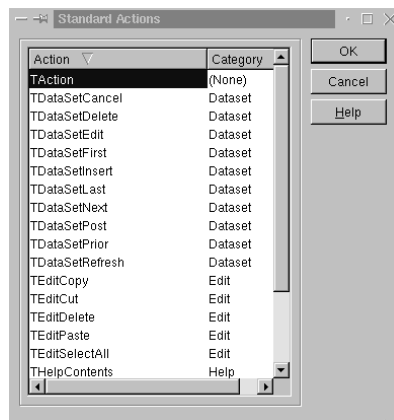 Standard Actions
Action Category
TAction (None)
TDataSetCancel Dataset
TDataSetDelete Dataset
TDataSetEdit Dataset
TDataSetFirst Dataset
TDataSetInsert Dataset
TDataSetLast Dataset
TDataSetNext Dataset
TDataSetPost Dataset
TDataSetPrior Dataset
TDataSetRefresh Dataset
TEditCopy Edit
TEditCut Edit
TEditDelete Edit
TEditPaste Edit
TEditSelectAll Edit
THelpContents Help
OK
Cancel
Help